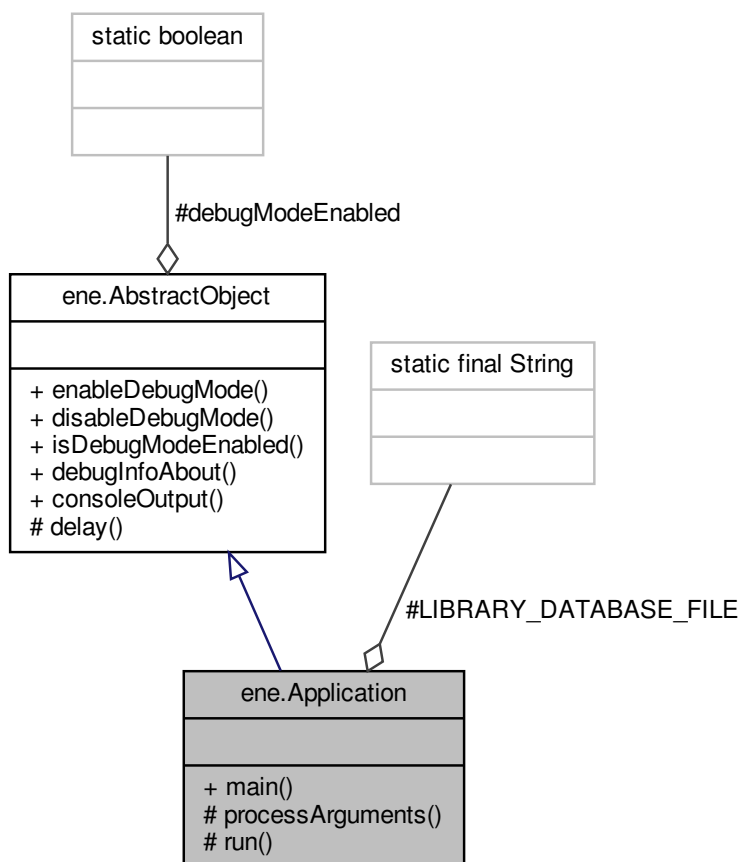 static boolean
#debugModeEnabled
ene.AbstractObject
+ enableDebugMode()
+ disableDebugMode()
+ isDebugModeEnabled()
+ debugInfoAbout()
+ consoleOutput()
# delay()
static final String
#LIBRARY_DATABASE_FILE
ene.Application
+ main()
# processArguments()
# run()